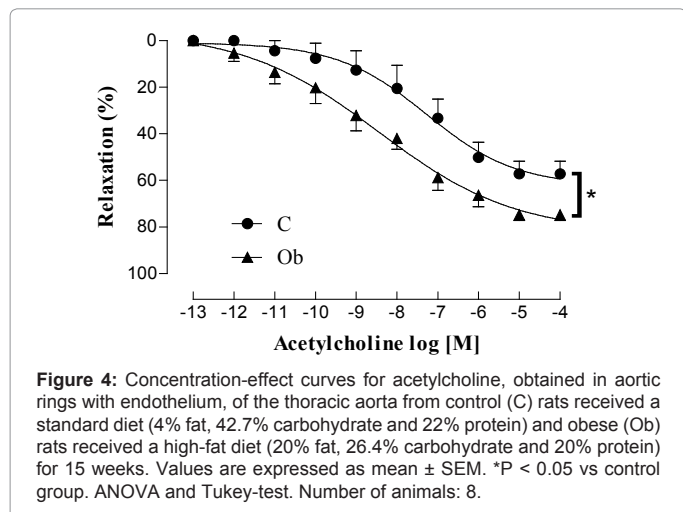 0
20
40
60
80
100
Relaxation (%)
C
Ob
*
-13 -12 -11 -10 -9 -8 -7 -6 -5 -4
Acetylcholine log [M]
Figure 4: Concentration-effect curves for acetylcholine, obtained in aortic
rings with endothelium, of the thoracic aorta from control (C) rats received a
standard diet (4% fat, 42.7% carbohydrate and 22% protein) and obese (Ob)
rats received a high-fat diet (20% fat, 26.4% carbohydrate and 20% protein)
for 15 weeks. Values are expressed as mean ± SEM. *P < 0.05 vs control
group. ANOVA and Tukey-test. Number of animals: 8.